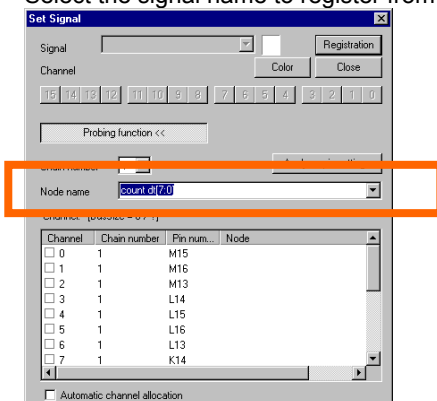 Select the signal name to register from
Set Signal
Signal Registration
Channel Color Close
15 14 13 12 11 10 9 8 7 6 5 4 3 2 1 0
Probing function <<
Chain number
Node name count dt[7:0]
Channel
Channel Chain number Pin num... Node
0 1 M15
1 1 M16
2 1 M13
3 1 L14
4 1 L15
5 1 L16
6 1 L13
7 1 K14
Automatic channel allocation